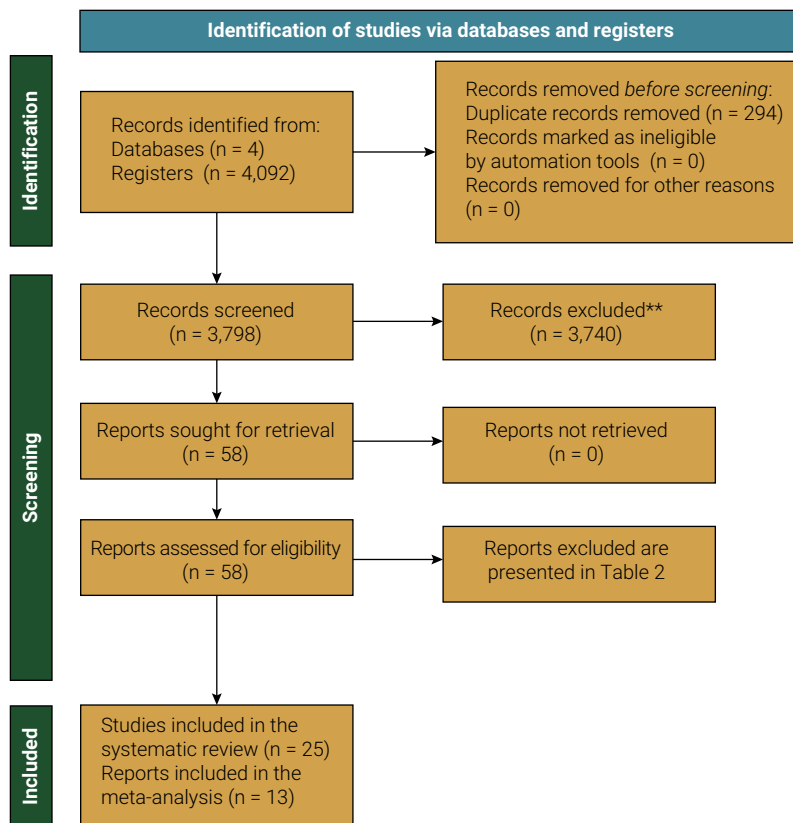 Identification of studies via databases and registers
Identification
Records identified from:
Databases (n = 4)
Registers (n = 4,092)
Records removed before screening:
Duplicate records removed (n = 294)
Records marked as ineligible
by automation tools (n = 0)
Records removed for other reasons
(n = 0)
Screening
Records screened
(n = 3,798)
Records excluded**
(n = 3,740)
Reports sought for retrieval
(n = 58)
Reports not retrieved
(n = 0)
Reports assessed for eligibility
(n = 58)
Reports excluded are
presented in Table 2
Included
Studies included in the
systematic review (n = 25)
Reports included in the
meta-analysis (n = 13)